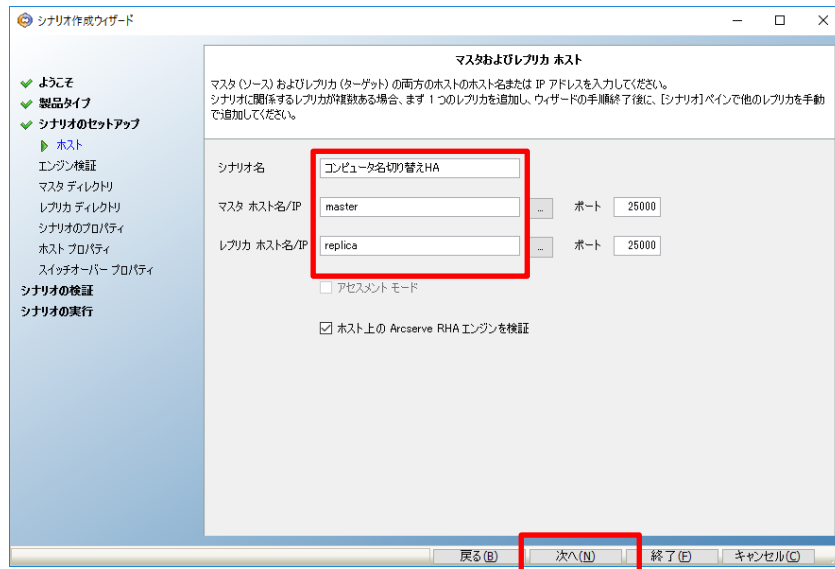 シナリオ作成ウィザード
ようこそ
製品タイプ
シナリオのセットアップ
ホスト
エンジン検証
マスタ ディレクトリ
レプリカ ディレクトリ
シナリオのプロパティ
ホスト プロパティ
スイッチオーバー プロパティ
シナリオの検証
シナリオの実行
マスタおよびレプリカ ホスト
マスタ (ソース) およびレプリカ (ターゲット) の両方のホストのホスト名または IP アドレスを入力してください。
シナリオに関係するレプリカが複数ある場合、まず 1 つのレプリカを追加し、ウィザードの手順終了後に、[シナリオ]ペインで他のレプリカを手動
で追加してください。
シナリオ名 コンピュータ名切り替えHA
マスタ ホスト名/IP master ... ポート 25000
レプリカ ホスト名/IP replica ... ポート 25000
アセスメント モード
ホスト上の Arcserve RHA エンジンを検証
戻る(B) 次へ(N) 終了(F) キャンセル(C)